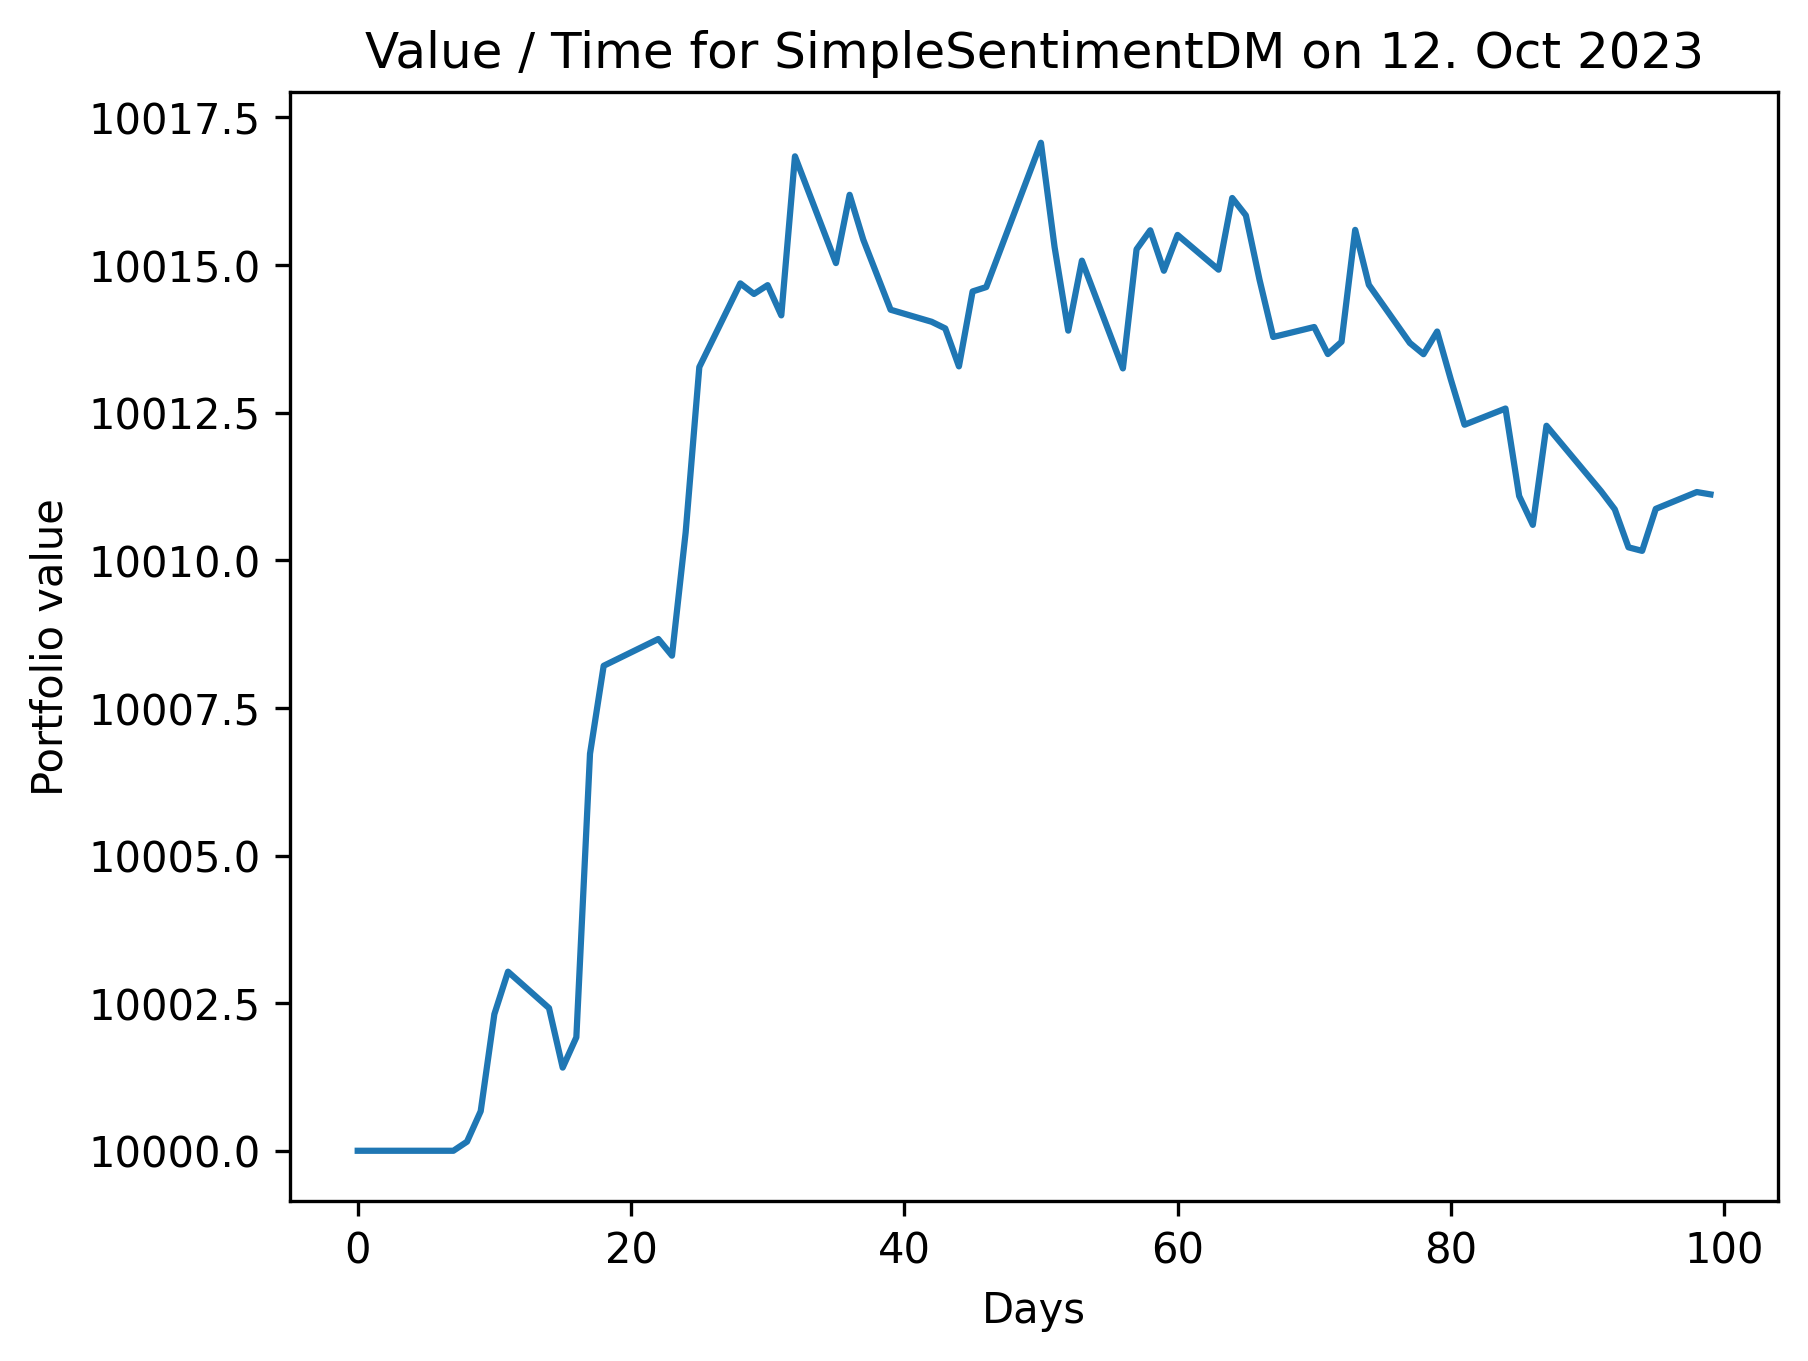 Value / Time for SimpleSentimentDM on 12. Oct 2023
10017.5
10015.0
10012.5
10010.0
10007.5
10005.0
10002.5
10000.0
Portfolio value
0 20 40 60 80 100
Days